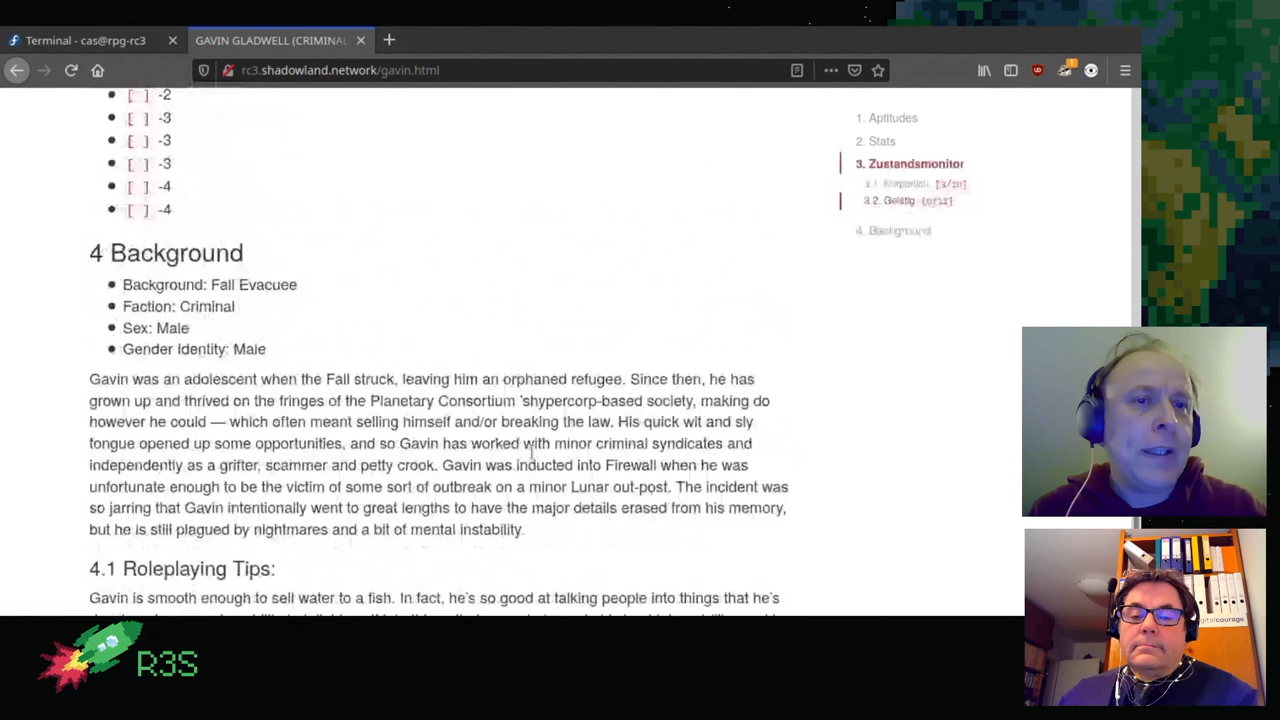 Terminal - cas@rpg-rc3
GAVIN GLADWELL (CRIMINAL
rc3.shadowland.network/gavin.html
[ ] -2
[ ] -3
[ ] -3
[ ] -3
[ ] -4
[ ] -4
1. Aptitudes
2. Stats
3. Zustandsmonitor
3.2. Geistig
4. Background
4 Background
Background: Fall Evacuee
Faction: Criminal
Sex: Male
Gender Identity: Male
Gavin was an adolescent when the Fall struck, leaving him an orphaned refugee. Since then, he has
grown up and thrived on the fringes of the Planetary Consortium 'shypercorp-based society, making do
however he could — which often meant selling himself and/or breaking the law. His quick wit and sly
tongue opened up some opportunities, and so Gavin has worked with minor criminal syndicates and
independently as a grifter, scammer and petty crook. Gavin was inducted into Firewall when he was
unfortunate enough to be the victim of some sort of outbreak on a minor Lunar out-post. The incident was
so jarring that Gavin intentionally went to great lengths to have the major details erased from his memory,
but he is still plagued by nightmares and a bit of mental instability.
4.1 Roleplaying Tips:
Gavin is smooth enough to sell water to a fish. In fact, he's so good at talking people into things that he's
R3S
digitalcourage